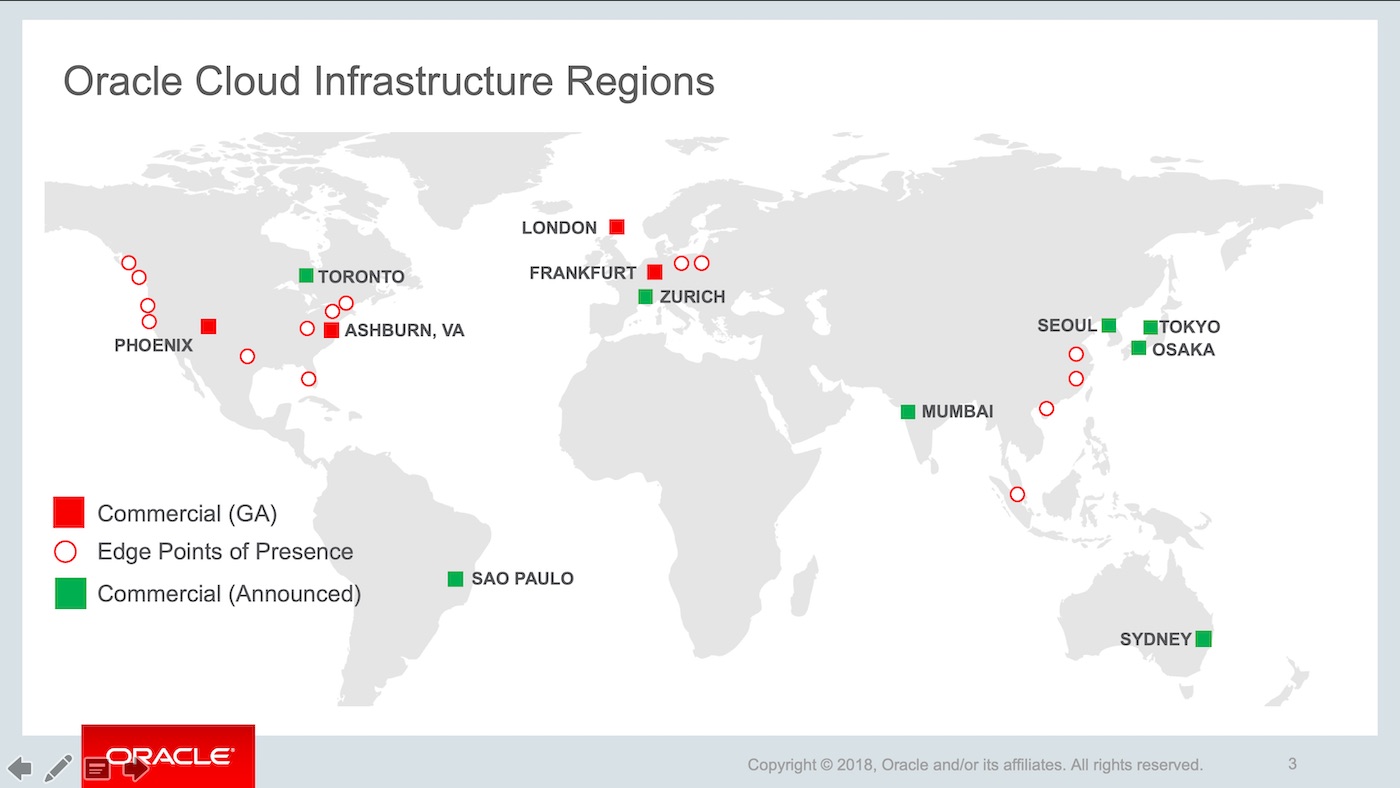 Oracle Cloud Infrastructure Regions
LONDON
TORONTO
FRANKFURT
ZURICH
PHOENIX
ASHBURN, VA
SEOUL
TOKYO
OSAKA
MUMBAI
Commercial (GA)
Edge Points of Presence
Commercial (Announced)
SAO PAULO
SYDNEY
ORACLE®
Copyright © 2018, Oracle and/or its affiliates. All rights reserved.
3